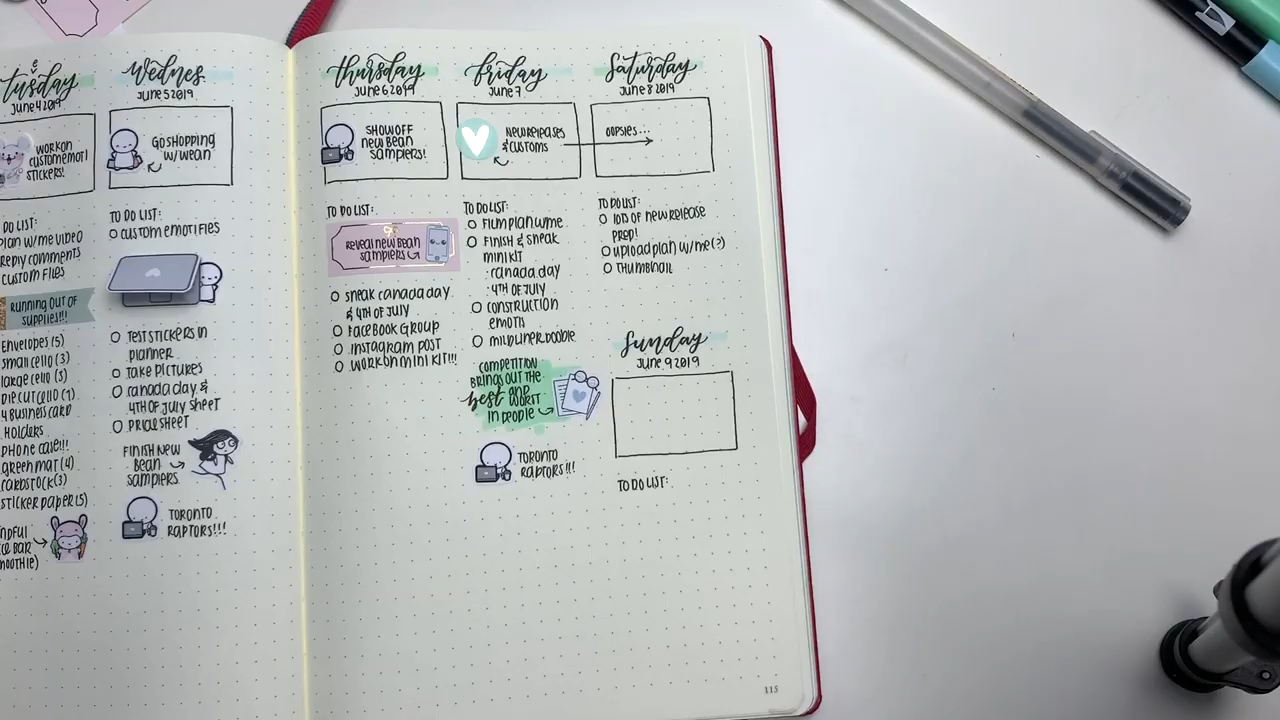 e
tusday
June 4 2019
WORK ON
CUSTOM EMOTI
STICKERS!
DO LIST:
PLAN W/ME VIDEO
REPLY COMMENTS
CUSTOM FILES
RUNNING OUT OF
SUPPLIES!!!
ENVELOPES (5)
SMALL CELLO (3)
LARGE CELLO (3)
DIE CUT CELLO (7)
4 BUSINESS CARD
HOLDERS
PHONE CASE!!!
GREEN MAT (4)
CARDSTOCK (3)
STICKER PAPER (5)
wednes.
June 5 2019
GO SHOPPING
W/ WEAN
TO DO LIST:
CUSTOM EMOTI FILES
TEST STICKERS IN
PLANNER
TAKE PICTURES
CANADA DAY &
4TH OF JULY SHEET
PRICE SHEET
FINISH NEW
BEAN
SAMPLERS
TORONTO
RAPTORS!!!
thursday
June 6 2019
SHOW OFF
NEW BEAN
SAMPLERS!
TO DO LIST:
REVEAL NEW BEAN
SAMPLERS
SNEAK CANADA DAY
& 4TH OF JULY
FACEBOOK GROUP
INSTAGRAM POST
WORK ON MINI KIT!!!
friday
June 7
NEW RELEASES
& CUSTOMS
TO DO LIST:
FILM PLAN W/ME
FINISH & SNEAK
MINI KIT
· CANADA DAY
· 4TH OF JULY
CONSTRUCTION
EMOTIS
MILDLINER DOODLE
COMPETITION
BRINGS OUT THE
best AND
WORST
IN PEOPLE
TORONTO
RAPTORS!!!
saturday
June 8 2019
OOPSIES...
TO DO LIST:
LOTS OF NEW RELEASE
PREP!
UPLOAD PLAN W/ME (?)
THUMBNAIL
sunday
June 9 2019
TO DO LIST:
115